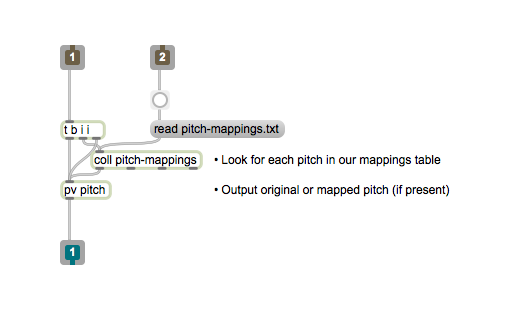 1
2
t b i i
read pitch-mappings.txt
coll pitch-mappings
• Look for each pitch in our mappings table
pv pitch
• Output original or mapped pitch (if present)
1